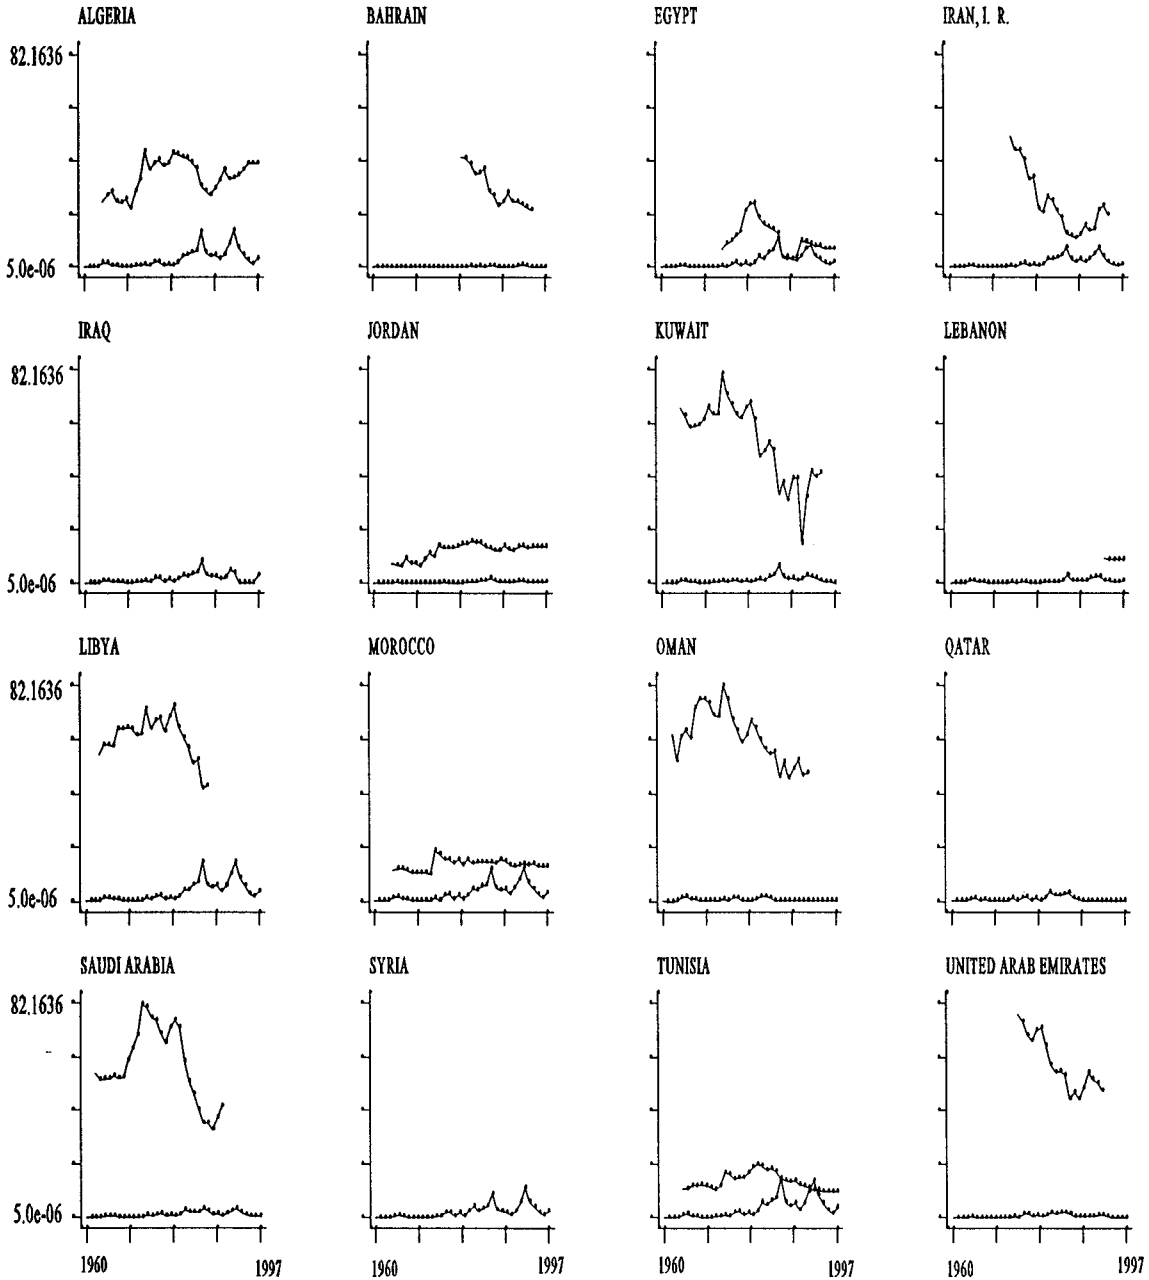 ALGERIA BAHRAIN EGYPT IRAN, I. R.
82.1636
5.0e-06
IRAQ JORDAN KUWAIT LEBANON
82.1636
5.0e-06
LIBYA MOROCCO OMAN QATAR
82.1636
5.0e-06
SAUDI ARABIA SYRIA TUNISIA UNITED ARAB EMIRATES
82.1636
5.0e-06
1960 1997 1960 1997 1960 1997 1960 1997